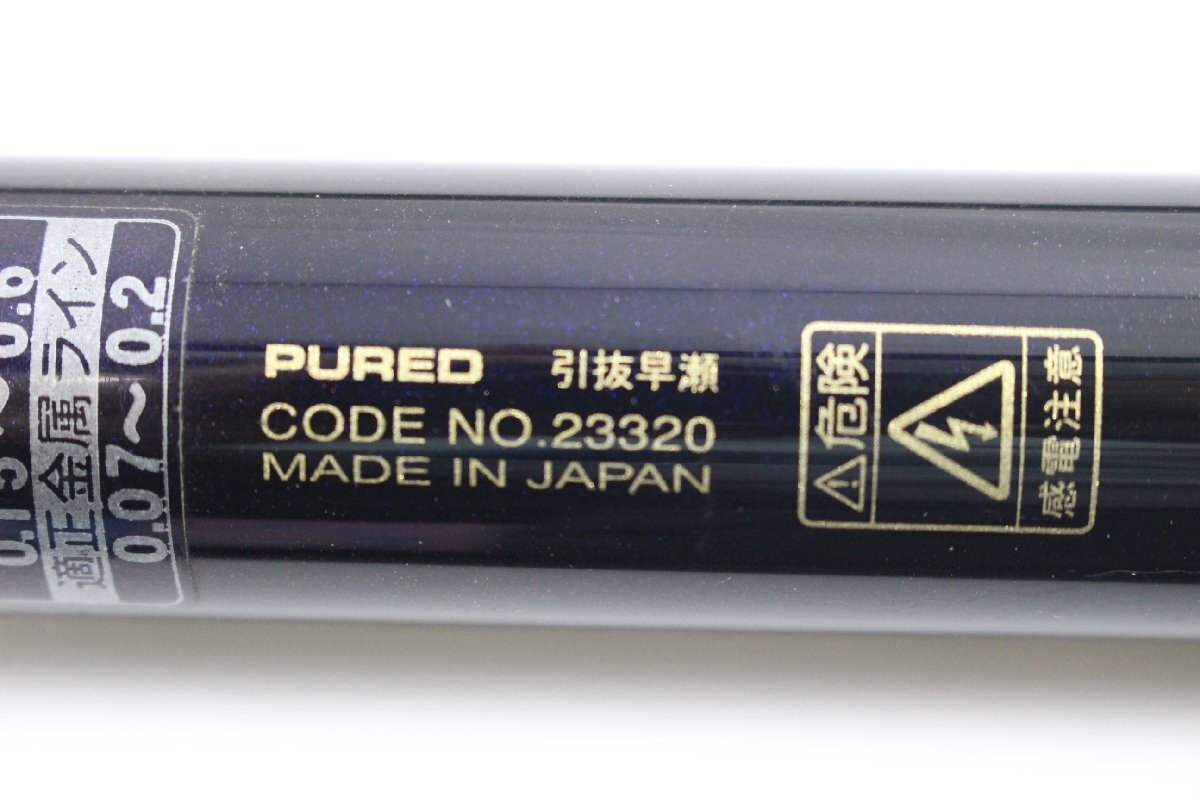 適正金属ライン
0.07～0.2
PURED 引抜早瀬
CODE NO.23320
MADE IN JAPAN
⚠危険
感電注意